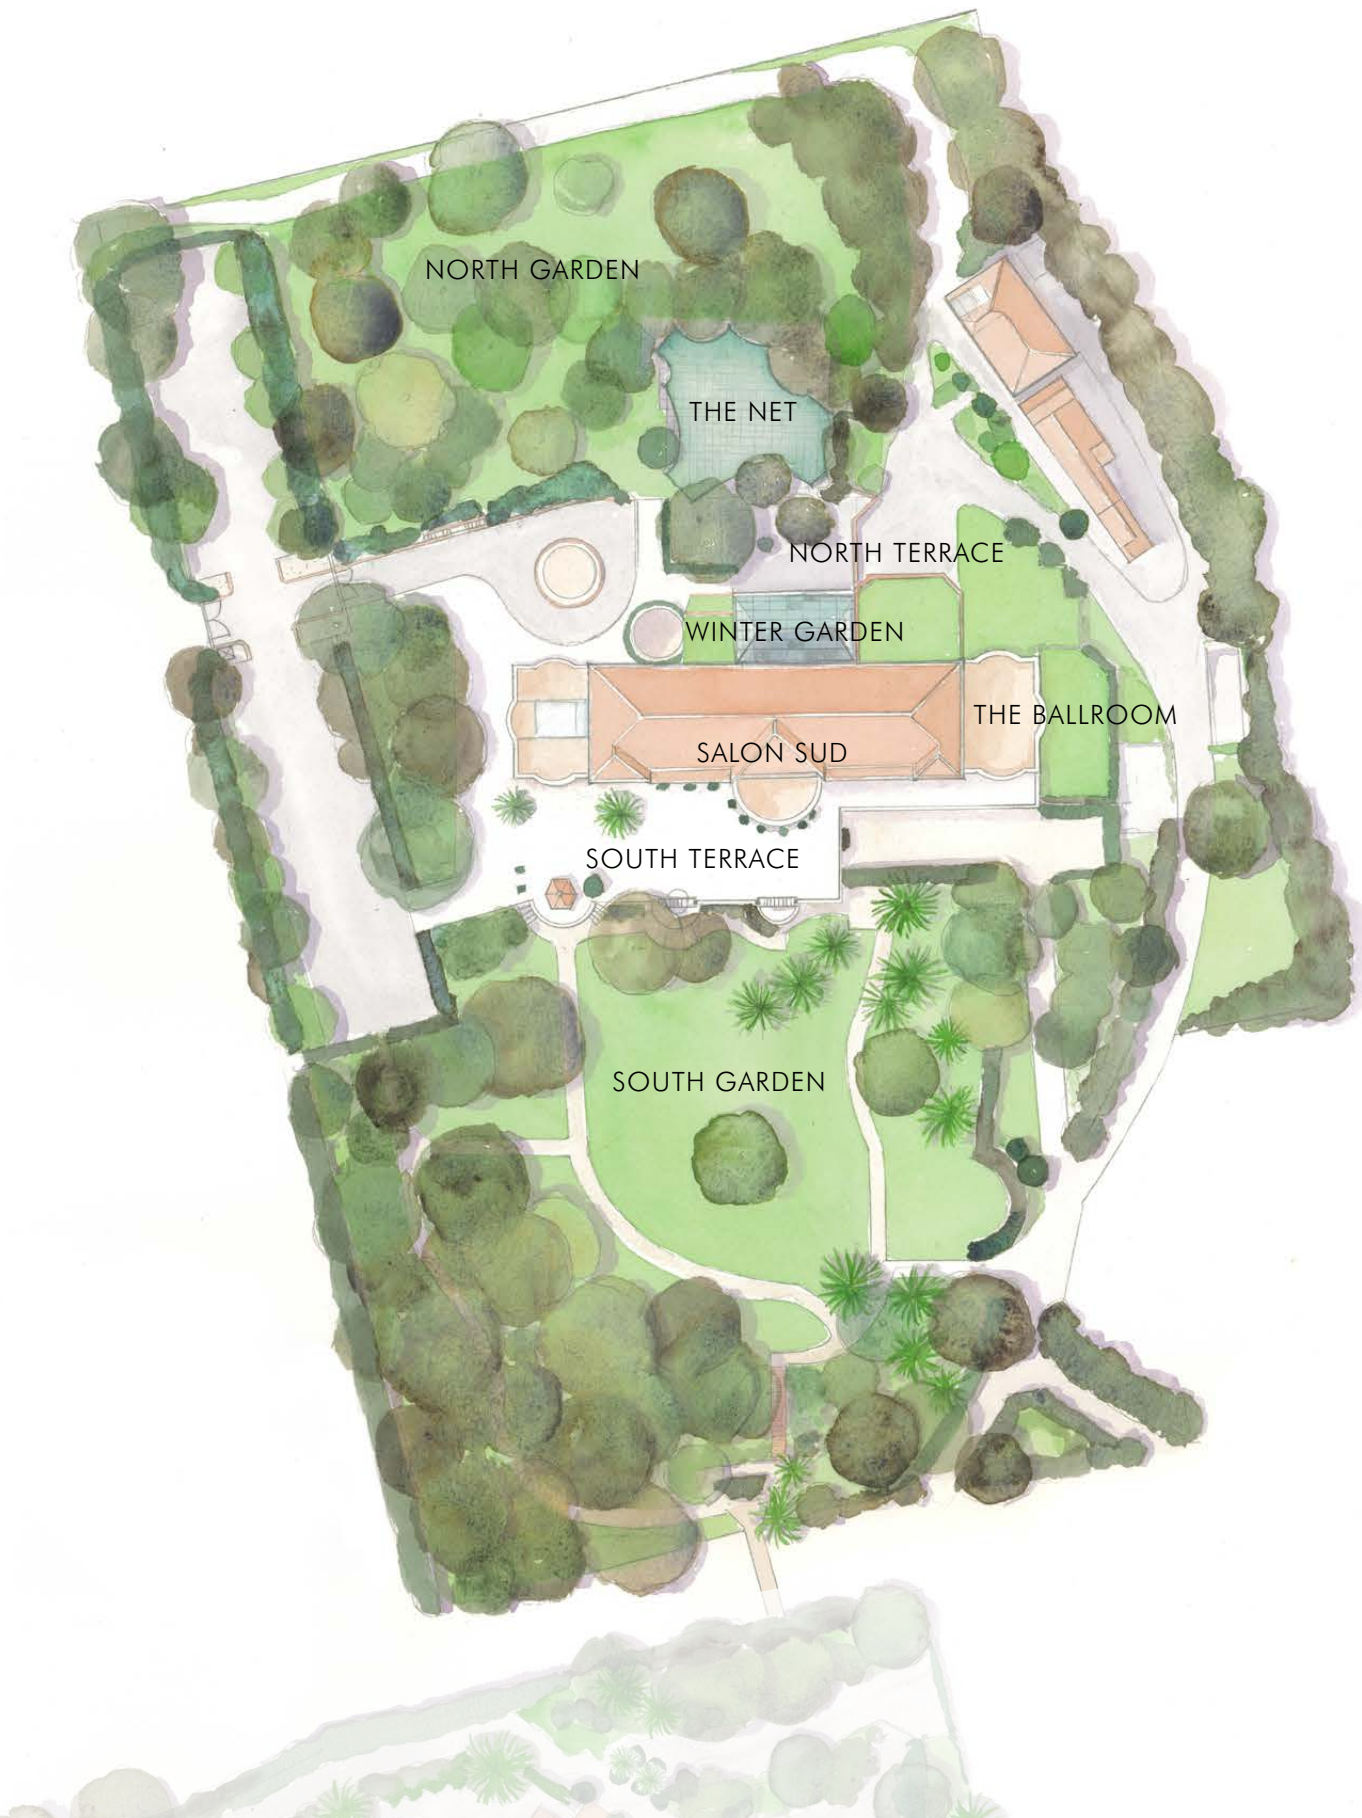 NORTH GARDEN
THE NET
NORTH TERRACE
WINTER GARDEN
THE BALLROOM
SALON SUD
SOUTH TERRACE
SOUTH GARDEN